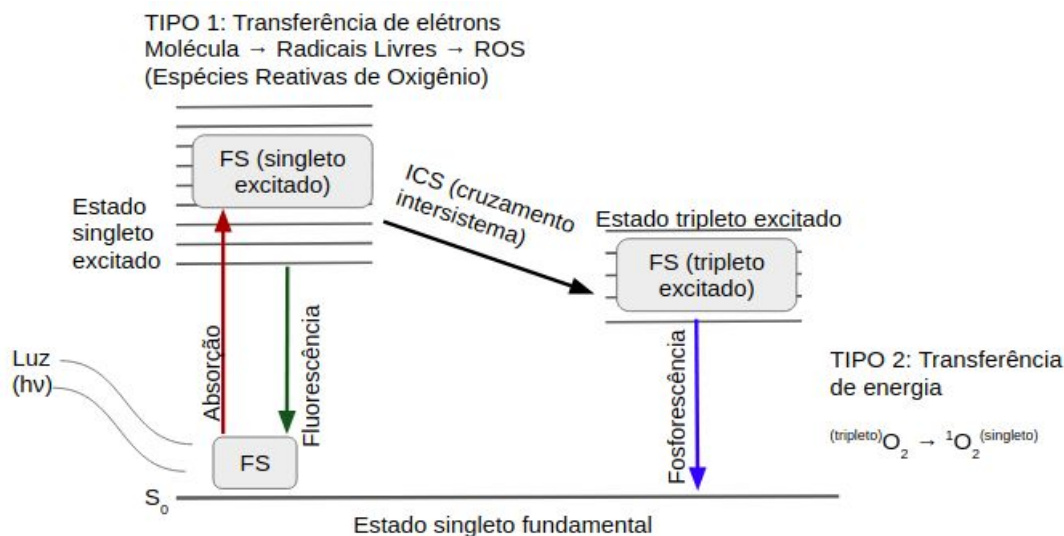 TIPO 1: Transferência de elétrons
Molécula → Radicais Livres → ROS
(Espécies Reativas de Oxigênio)
FS (singleto
excitado)
Estado
singleto
excitado
ICS (cruzamento
intersistema)
Estado tripleto excitado
FS (tripleto
excitado)
Luz
(hν)
Absorção
Fluorescência
FS
Fosforescência
TIPO 2: Transferência
de energia
(tripleto)O2 → 1O2(singleto)
S0
Estado singleto fundamental